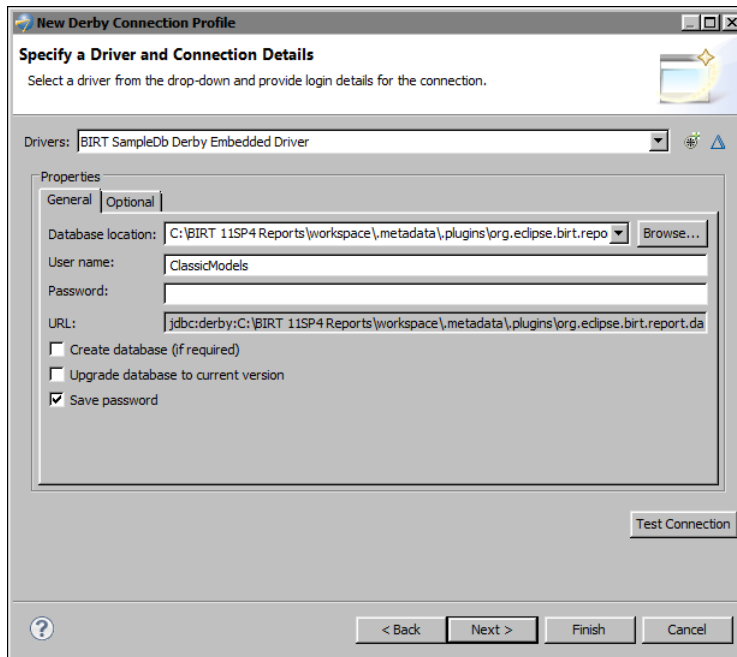 New Derby Connection Profile
Specify a Driver and Connection Details
Select a driver from the drop-down and provide login details for the connection.
Drivers: BIRT SampleDb Derby Embedded Driver
Properties
General Optional
Database location: C:\BIRT 11SP4 Reports\workspace\.metadata\.plugins\org.eclipse.birt.repo Browse...
User name: ClassicModels
Password:
URL: jdbc:derby:C:\BIRT 11SP4 Reports\workspace\.metadata\.plugins\org.eclipse.birt.report.da
Create database (if required)
Upgrade database to current version
Save password
Test Connection
? < Back Next > Finish Cancel